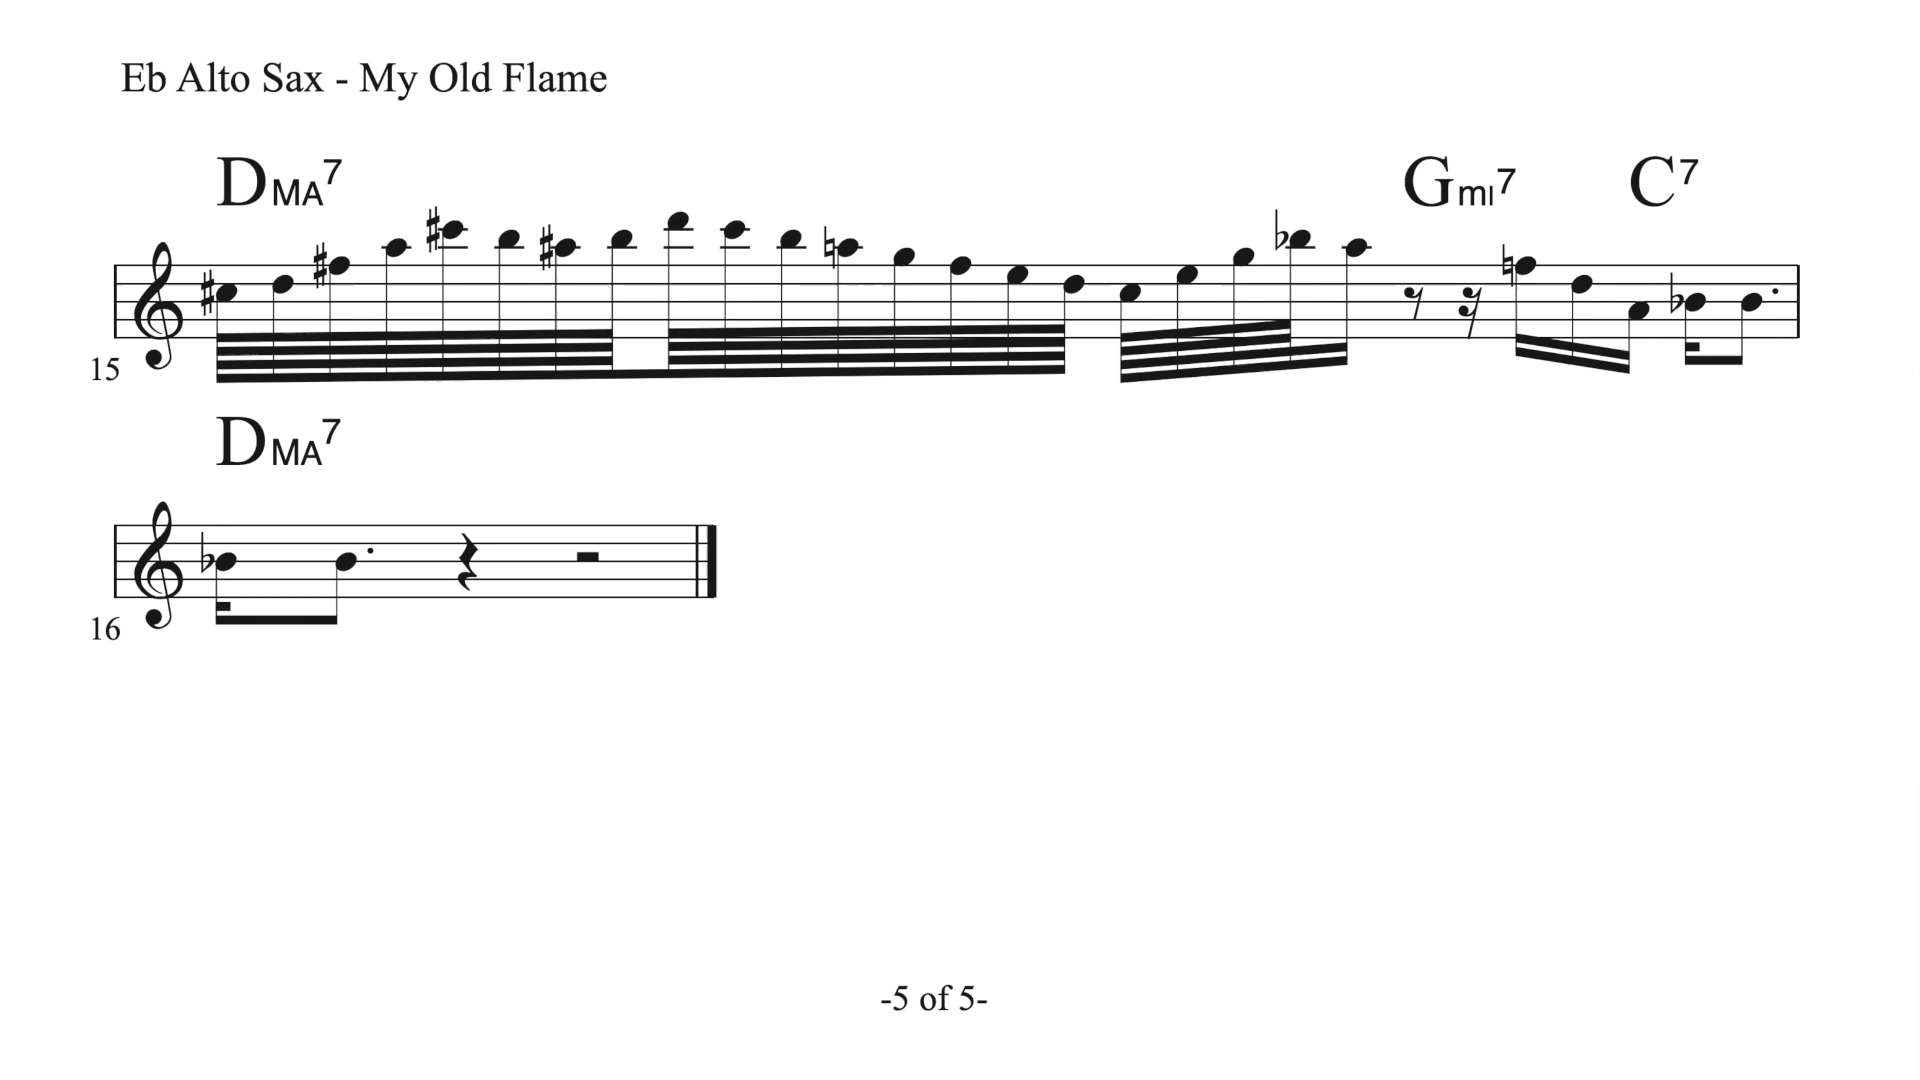 Eb Alto Sax - My Old Flame
DMA7 Gmi7 C7
15
DMA7
16
-5 of 5-